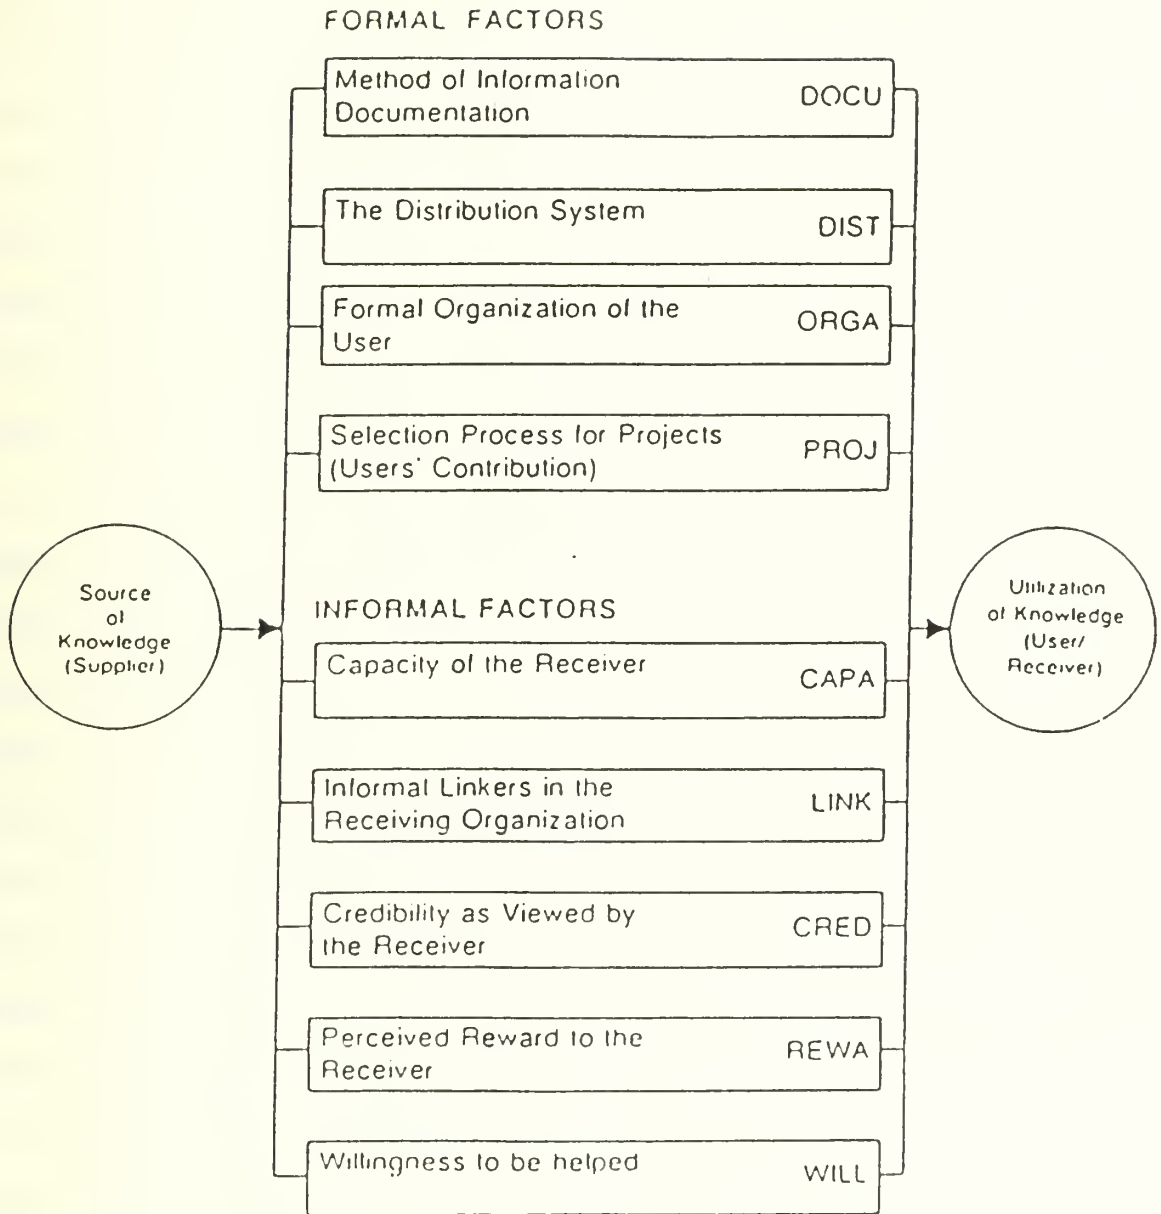 FORMAL FACTORS
Method of Information
Documentation
DOCU
The Distribution System
DIST
Formal Organization of the
User
ORGA
Selection Process for Projects
(Users' Contribution)
PROJ
Source
of
Knowledge
(Supplier)
INFORMAL FACTORS
Capacity of the Receiver
CAPA
Informal Linkers in the
Receiving Organization
LINK
Credibility as Viewed by
the Receiver
CRED
Perceived Reward to the
Receiver
REWA
Willingness to be helped
WILL
Utilization
of Knowledge
(User/
Receiver)